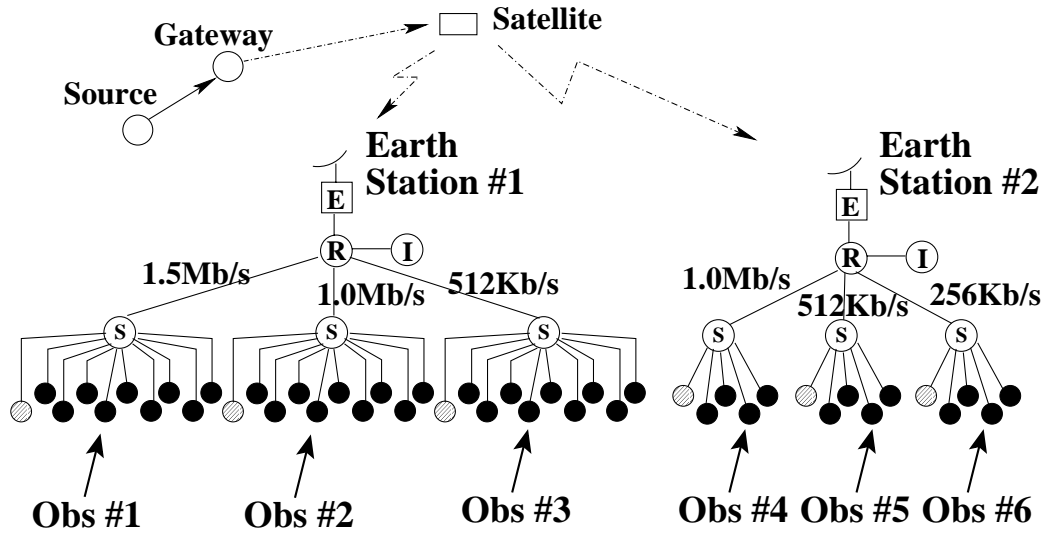 Satellite
Gateway
Source
Earth
Station #1
Earth
Station #2
E
E
R
I
R
I
1.5Mb/s
1.0Mb/s
512Kb/s
1.0Mb/s
512Kb/s
256Kb/s
S
S
S
S
S
S
Obs #1
Obs #2
Obs #3
Obs #4
Obs #5
Obs #6